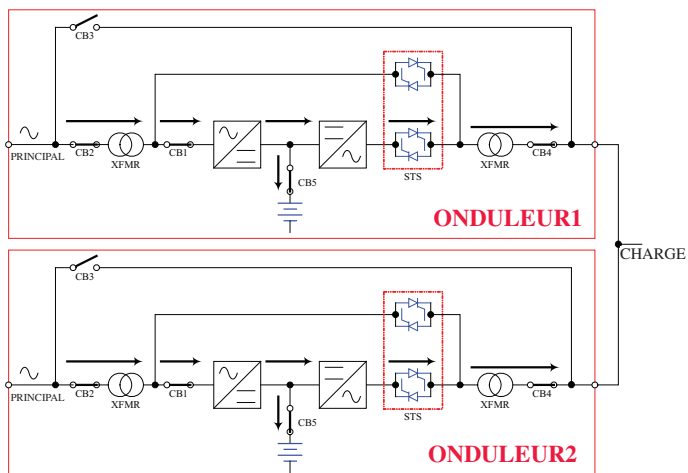 CB3
PRINCIPAL
CB2
XFMR
CB1
CB5
STS
XFMR
CB4
ONDULEUR1
CHARGE
CB3
PRINCIPAL
CB2
XFMR
CB1
CB5
STS
XFMR
CB4
ONDULEUR2